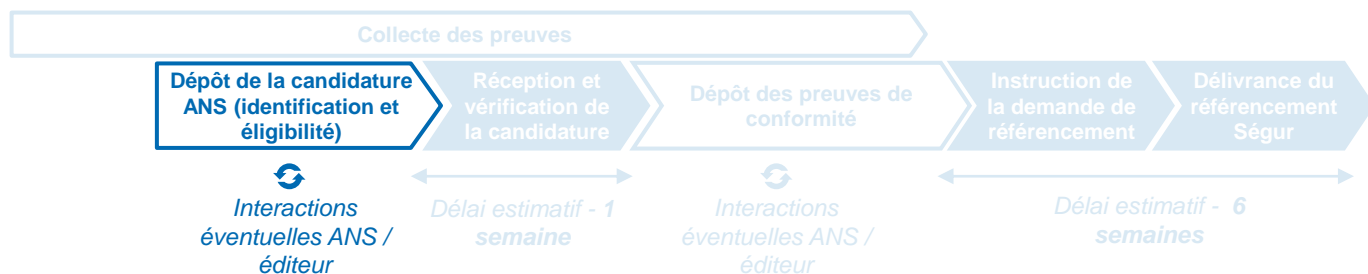 Collecte des preuves
Dépôt de la candidature
ANS (identification et
éligibilité)
Réception et
vérification de
la candidature
Dépôt des preuves de
conformité
Instruction de
la demande de
référencement
Délivrance du
référencement
Ségur
Interactions
éventuelles ANS /
éditeur
Délai estimatif - 1
semaine
Interactions
éventuelles ANS /
éditeur
Délai estimatif - 6
semaines